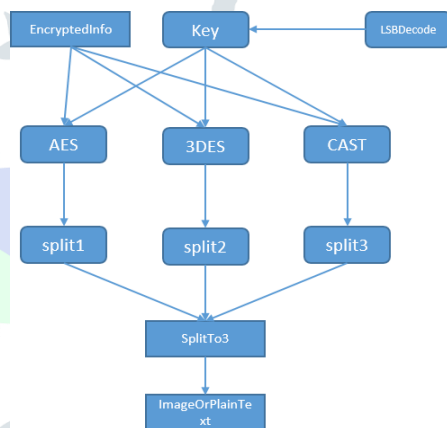 EncryptedInfo
Key
LSBDecode
AES
3DES
CAST
split1
split2
split3
SplitTo3
ImageOrPlainTe
xt